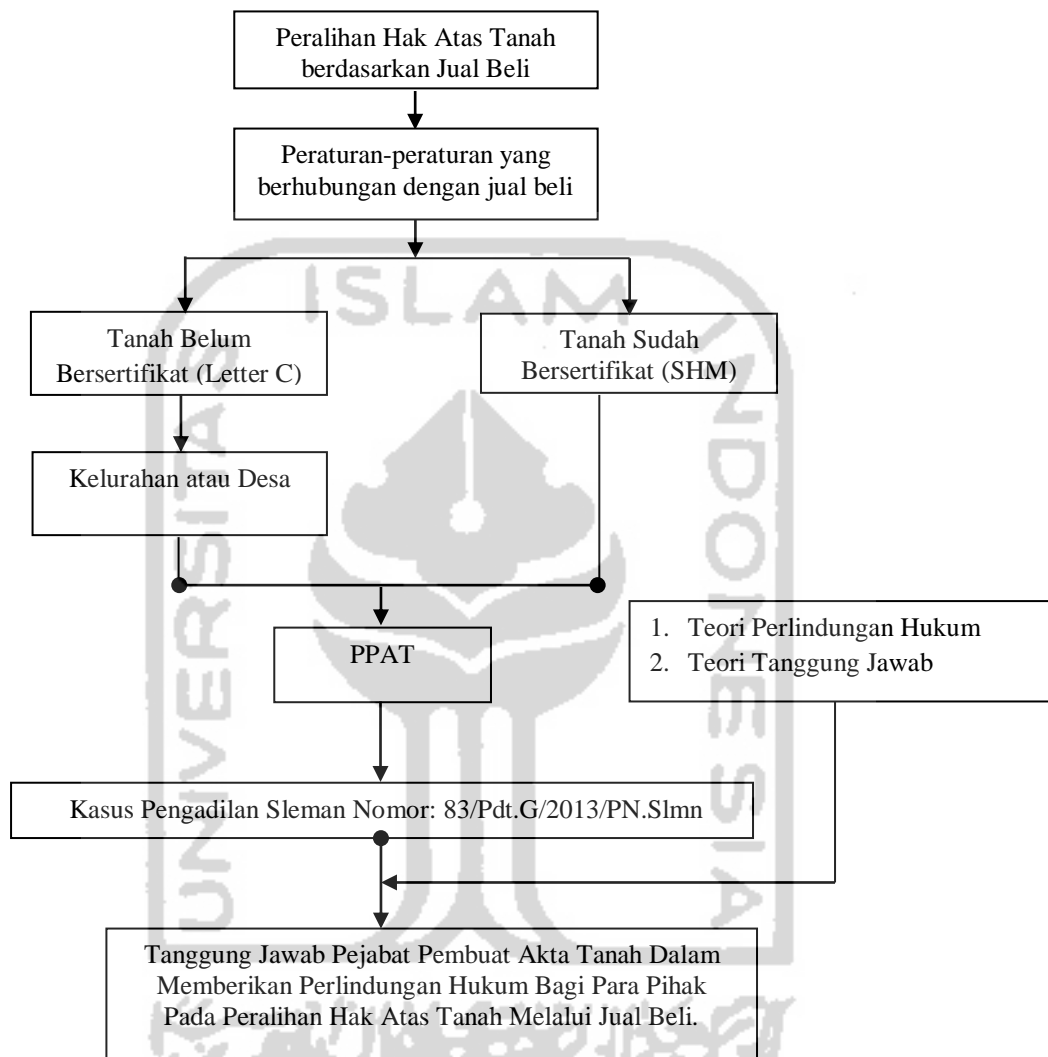 Peralihan Hak Atas Tanah
berdasarkan Jual Beli
Peraturan-peraturan yang
berhubungan dengan jual beli
ISLAM
UNIVERSITAS
INDONESIA
Tanah Belum
Bersertifikat (Letter C)
Tanah Sudah
Bersertifikat (SHM)
Kelurahan atau Desa
PPAT
1. Teori Perlindungan Hukum
2. Teori Tanggung Jawab
Kasus Pengadilan Sleman Nomor: 83/Pdt.G/2013/PN.Slmn
Tanggung Jawab Pejabat Pembuat Akta Tanah Dalam
Memberikan Perlindungan Hukum Bagi Para Pihak
Pada Peralihan Hak Atas Tanah Melalui Jual Beli.